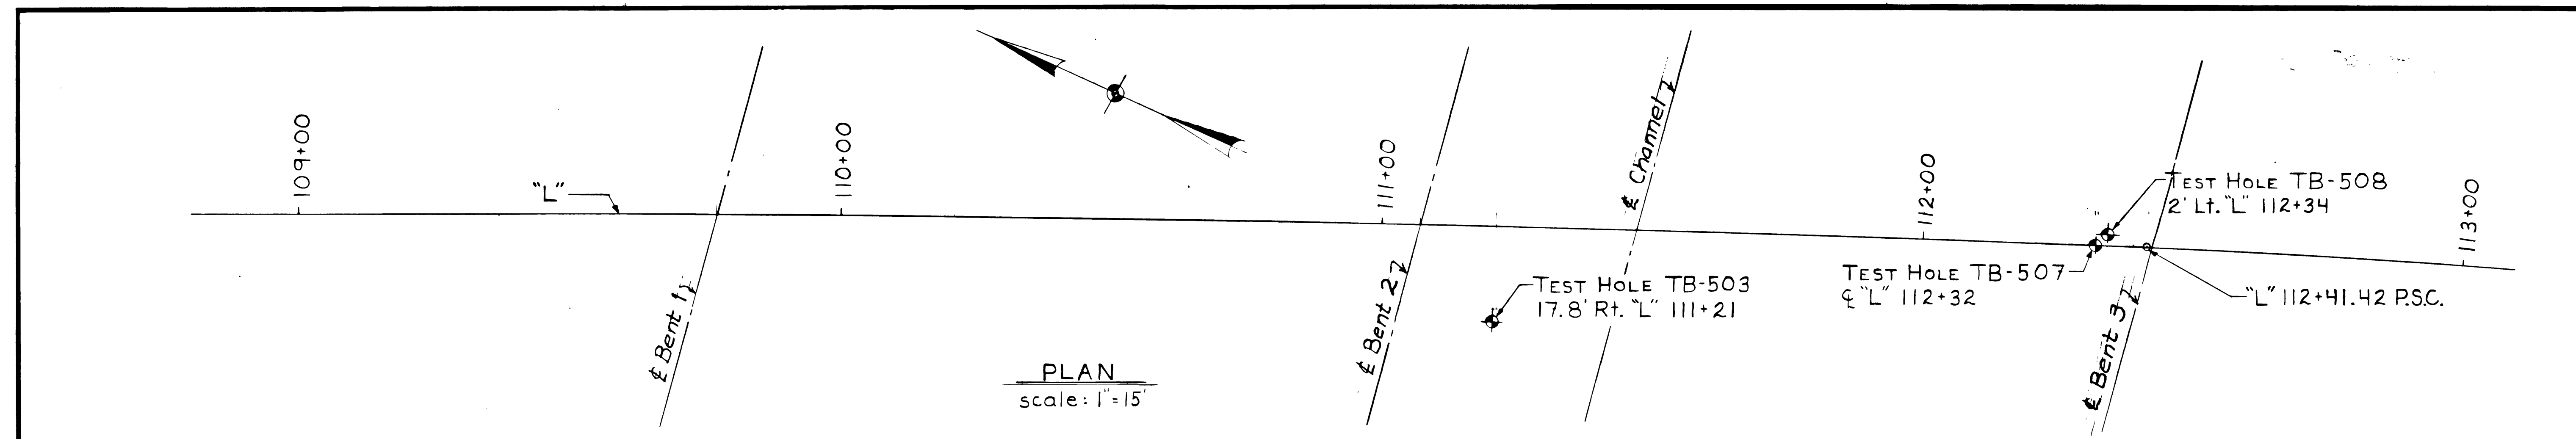 109+00
"L"
℄ Bent 1
110+00
PLAN
scale: 1"=15'
111+00
℄ Bent 2
TEST HOLE TB-503
17.8' Rt. "L" 111+21
℄ Channel
112+00
TEST HOLE TB-507
℄ "L" 112+32
TEST HOLE TB-508
2' Lt. "L" 112+34
℄ Bent 3
"L" 112+41.42 P.S.C.
113+00